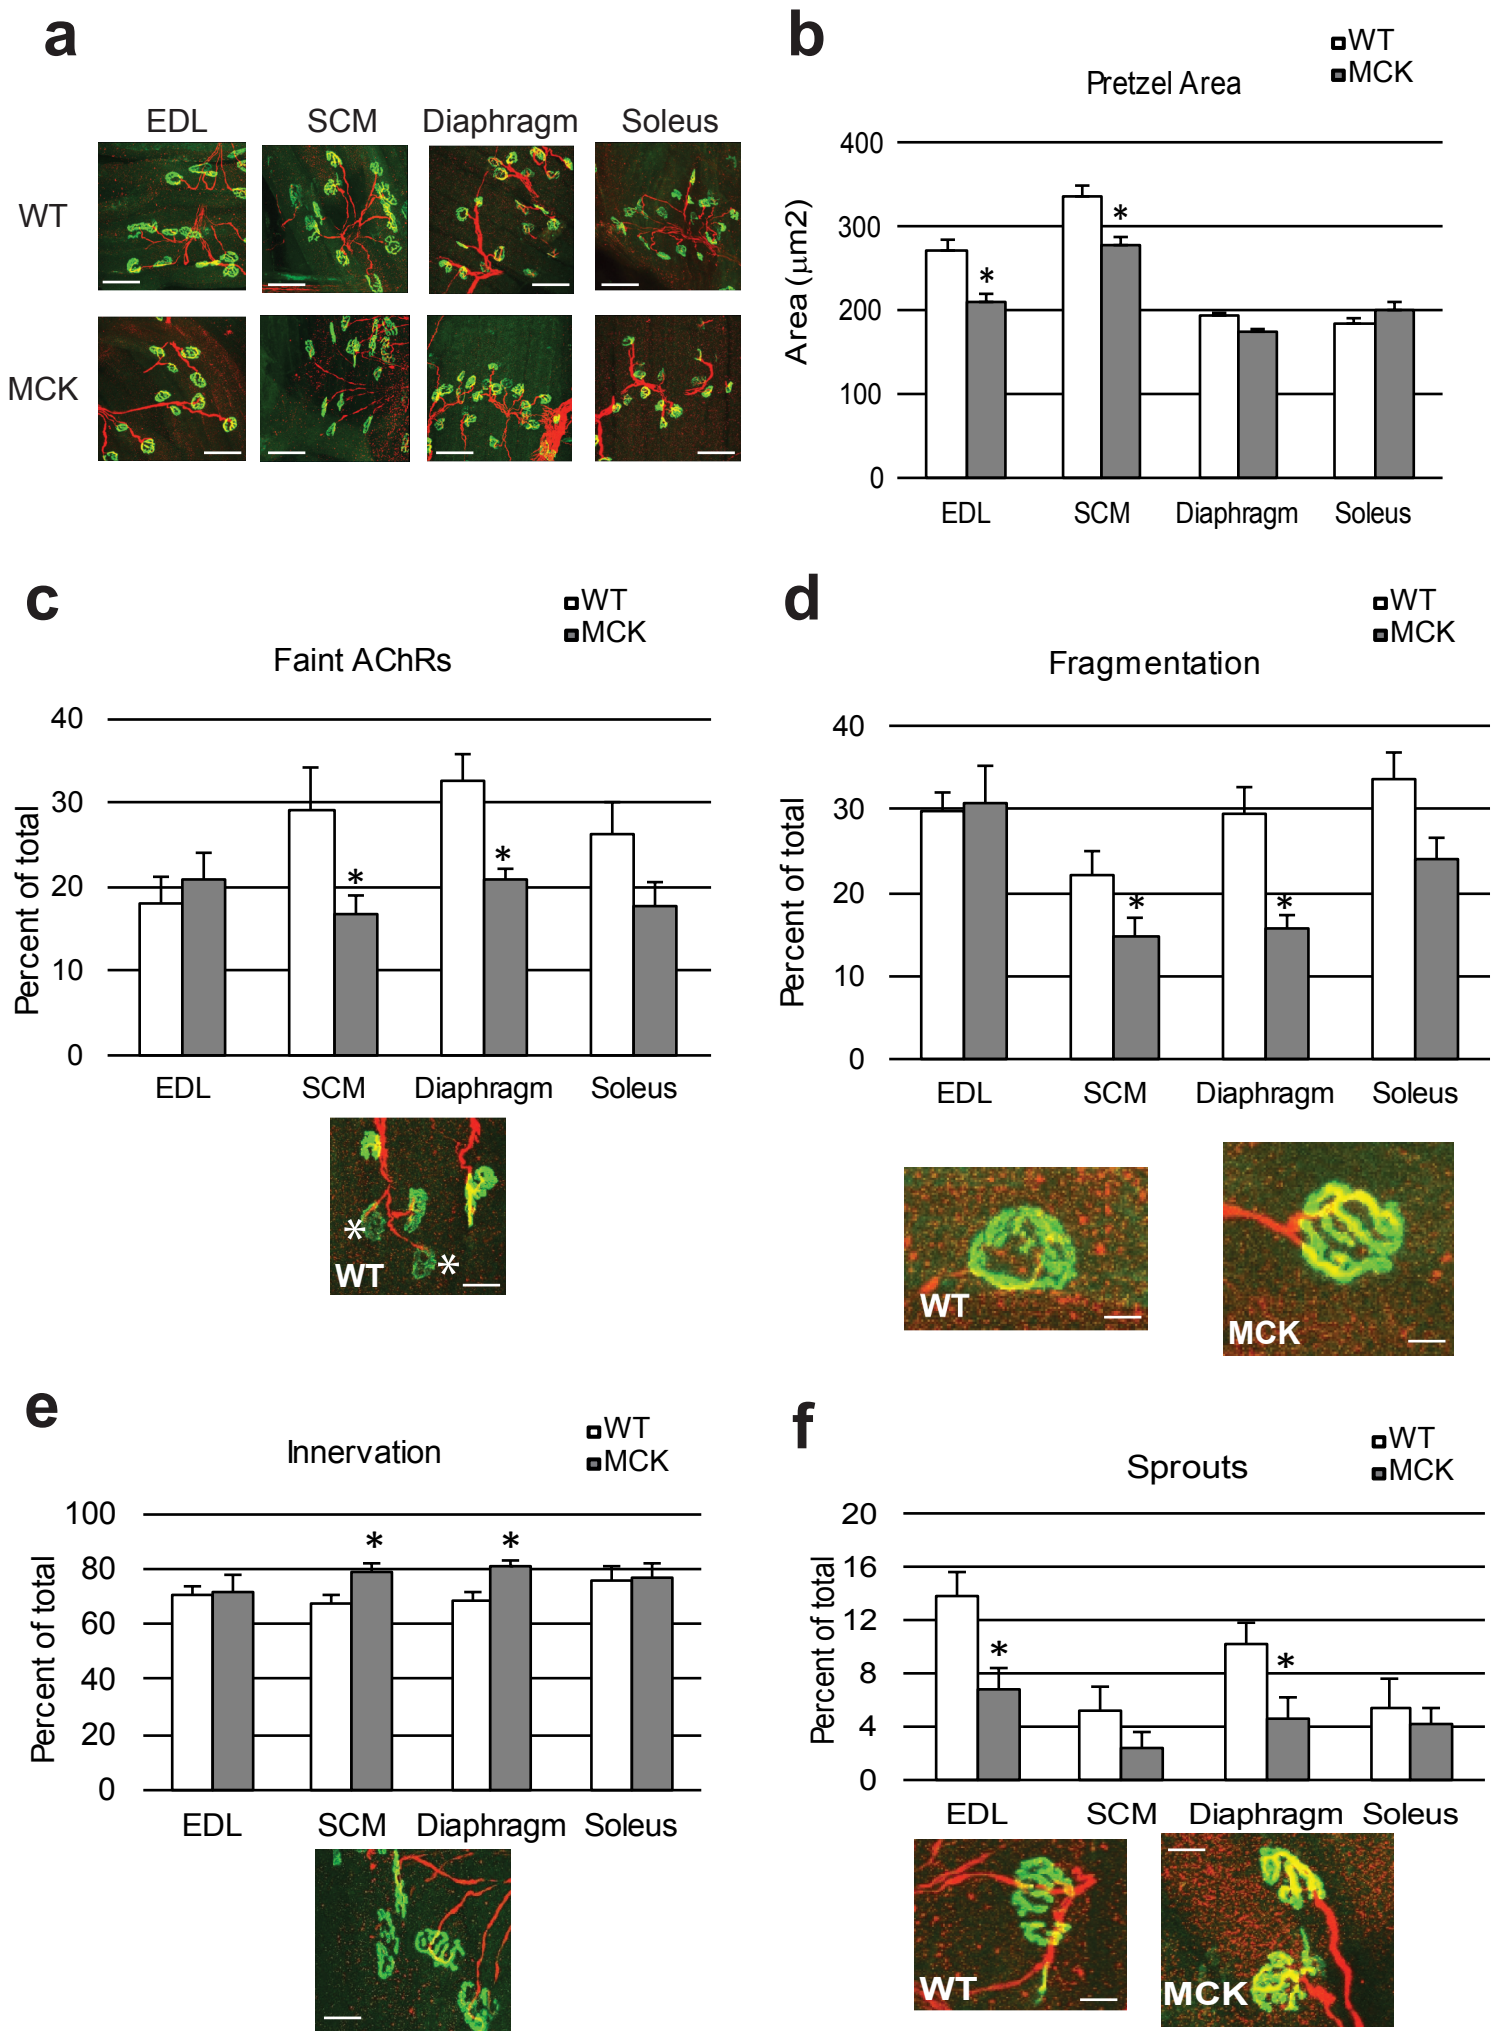 a
EDL SCM Diaphragm Soleus
WT
MCK
b
WT
MCK
Pretzel Area
Area (μm2)
400
300
200
100
0
*
*
EDL SCM Diaphragm Soleus
c
WT
MCK
Faint AChRs
Percent of total
40
30
20
10
0
*
*
EDL SCM Diaphragm Soleus
*
*
WT
d
WT
MCK
Fragmentation
Percent of total
40
30
20
10
0
* *
EDL SCM Diaphragm Soleus
WT
MCK
e
WT
MCK
Innervation
Percent of total
100
80
60
40
20
0
* *
EDL SCM Diaphragm Soleus
f
WT
MCK
Sprouts
Percent of total
20
16
12
8
4
0
*
*
EDL SCM Diaphragm Soleus
WT
MCK